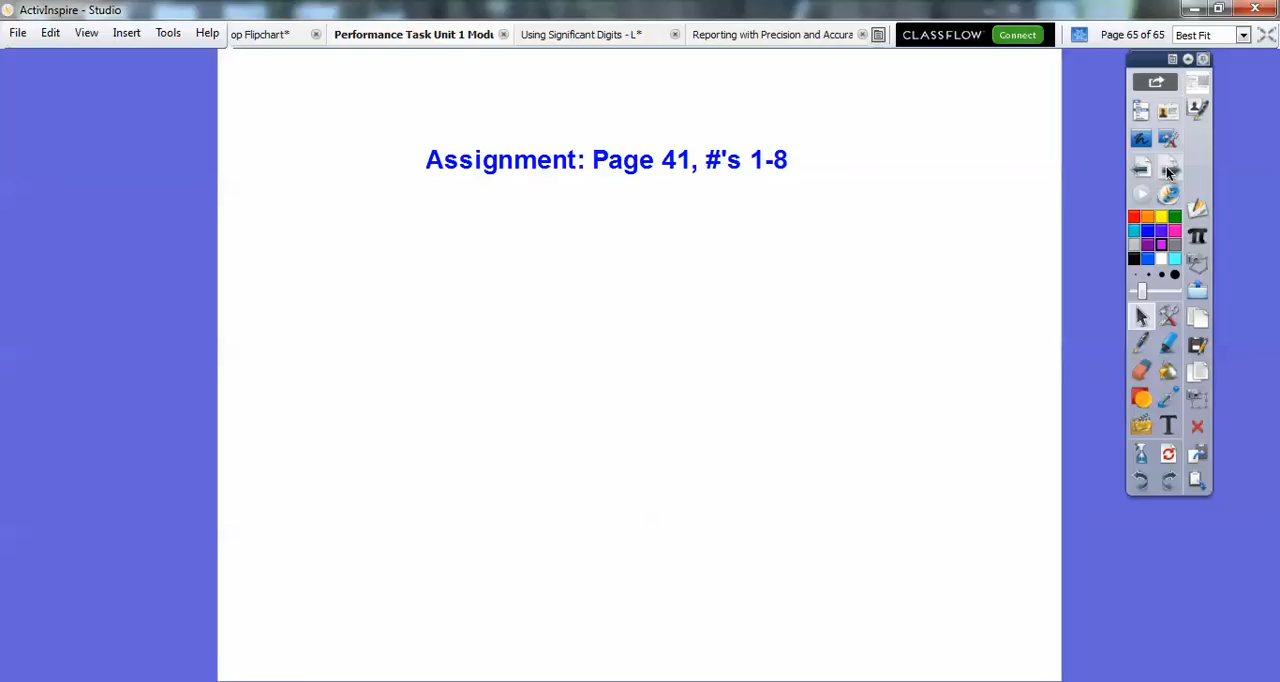 ActivInspire - Studio
File Edit View Insert Tools Help op Flipchart* Performance Task Unit 1 Modu Using Significant Digits - L* Reporting with Precision and Accura CLASSFLOW Connect Page 65 of 65 Best Fit
Assignment: Page 41, #'s 1-8